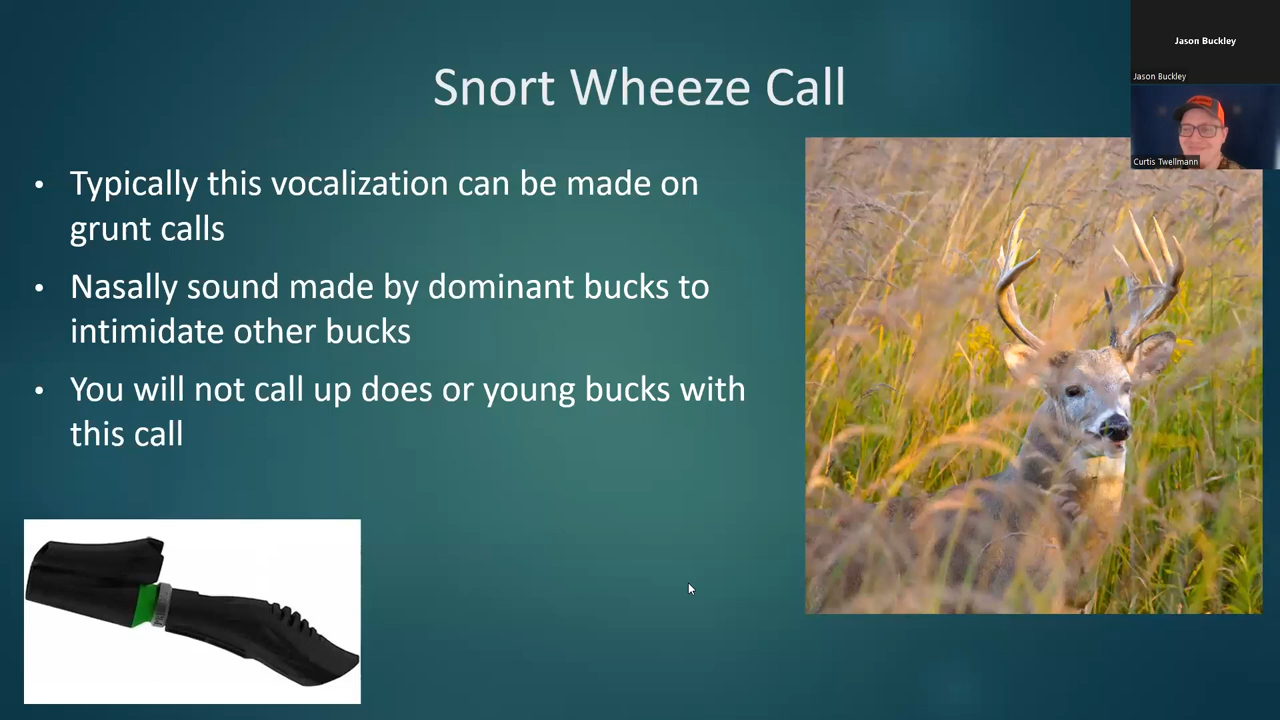 Snort Wheeze Call
Jason Buckley
Jason Buckley
Curtis Twellmann
• Typically this vocalization can be made on
grunt calls
• Nasally sound made by dominant bucks to
intimidate other bucks
• You will not call up does or young bucks with
this call